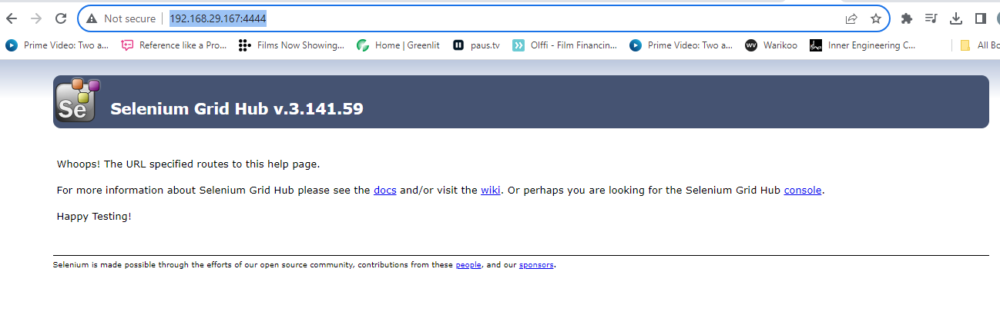 Not secure 192.168.29.167:4444
Prime Video: Two a... Reference like a Pro... Films Now Showing... Home | Greenlit paus.tv Olffi - Film Financin... Prime Video: Two a... WV Warikoo Inner Engineering C... All Bo
Se Selenium Grid Hub v.3.141.59
Whoops! The URL specified routes to this help page.
For more information about Selenium Grid Hub please see the docs and/or visit the wiki. Or perhaps you are looking for the Selenium Grid Hub console.
Happy Testing!
Selenium is made possible through the efforts of our open source community, contributions from these people, and our sponsors.